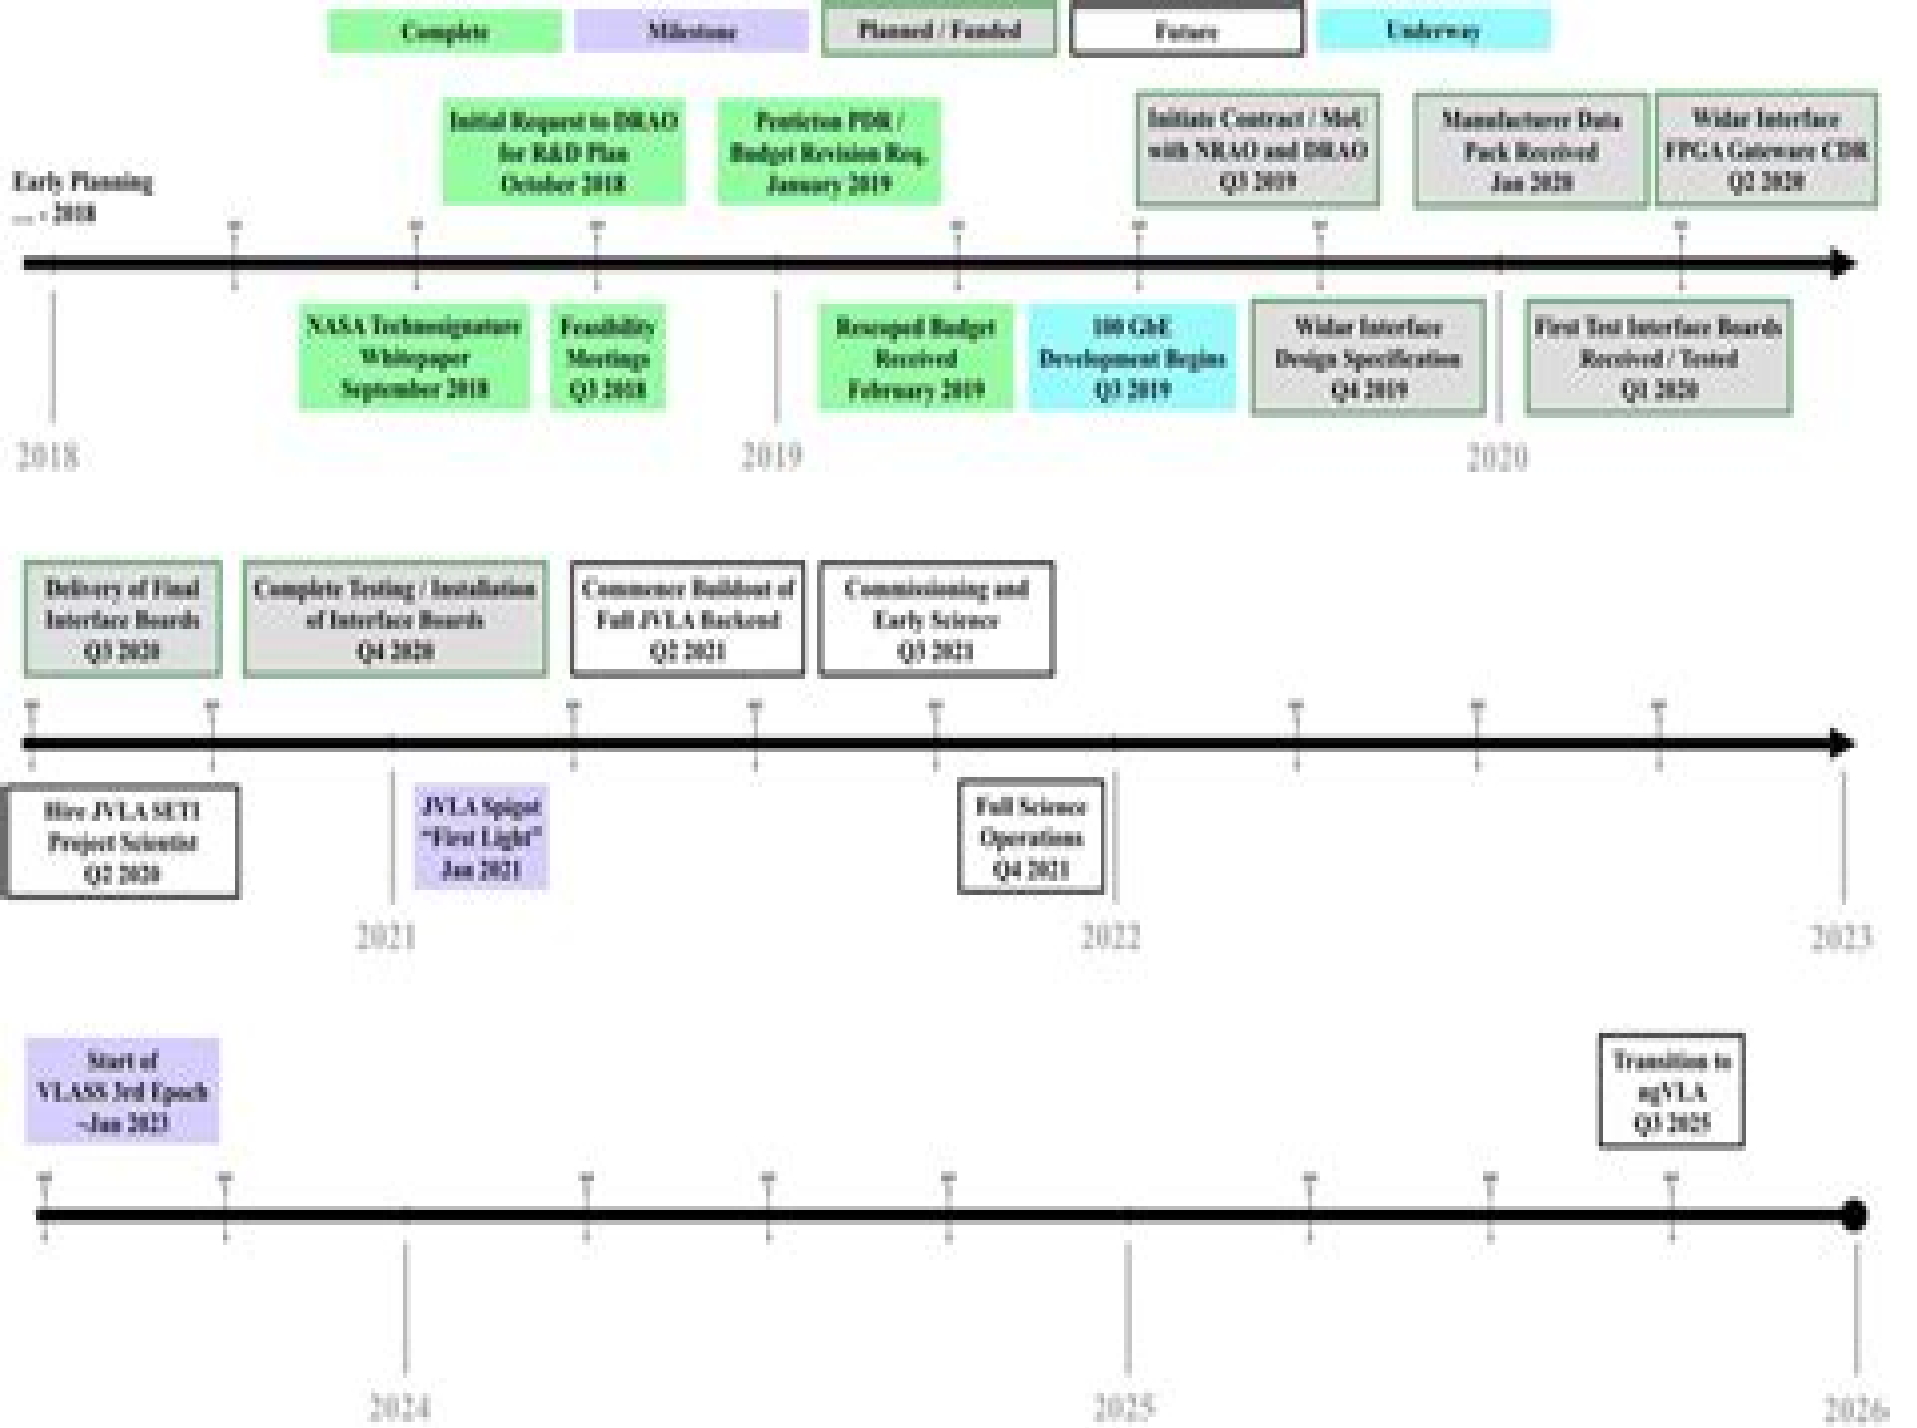 Complete
Milestone
Planned / Funded
Future
Underway
Initial Request to DRAO
for R&D Plan
October 2018
Penticton PDR /
Budget Revision Req.
January 2019
Initiate Contract / MoU
with NRAO and DRAO
Q3 2019
Manufacturer Data
Pack Received
Jan 2020
Widar Interface
FPGA Gateware CDR
Q2 2020
Early Planning
... - 2018
NASA Technosignature
Whitepaper
September 2018
Feasibility
Meetings
Q3 2018
Rescoped Budget
Received
February 2019
100 GbE
Development Begins
Q3 2019
Widar Interface
Design Specification
Q4 2019
First Test Interface Boards
Received / Tested
Q1 2020
2018
2019
2020
Delivery of Final
Interface Boards
Q3 2020
Complete Testing / Installation
of Interface Boards
Q4 2020
Commence Buildout of
Full JVLA Backend
Q2 2021
Commissioning and
Early Science
Q3 2021
Hire JVLA SETI
Project Scientist
Q2 2020
JVLA Spigot
“First Light”
Jan 2021
Full Science
Operations
Q4 2021
2021
2022
2023
Start of
VLASS 3rd Epoch
~Jan 2023
Transition to
ngVLA
Q3 2025
2024
2025
2026